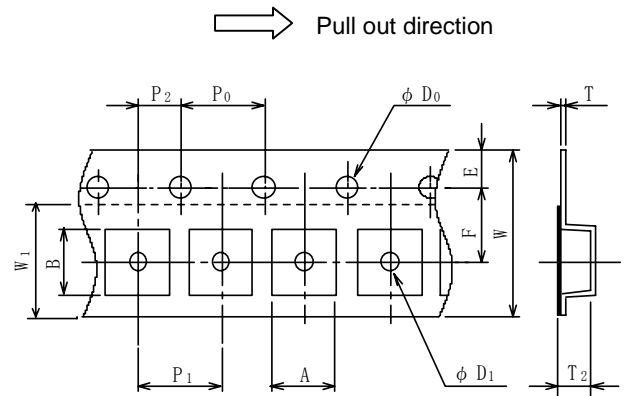 Pull out direction
P2
P0
φ D0
T
E
F
W
W1
B
P1
A
φ D1
T2